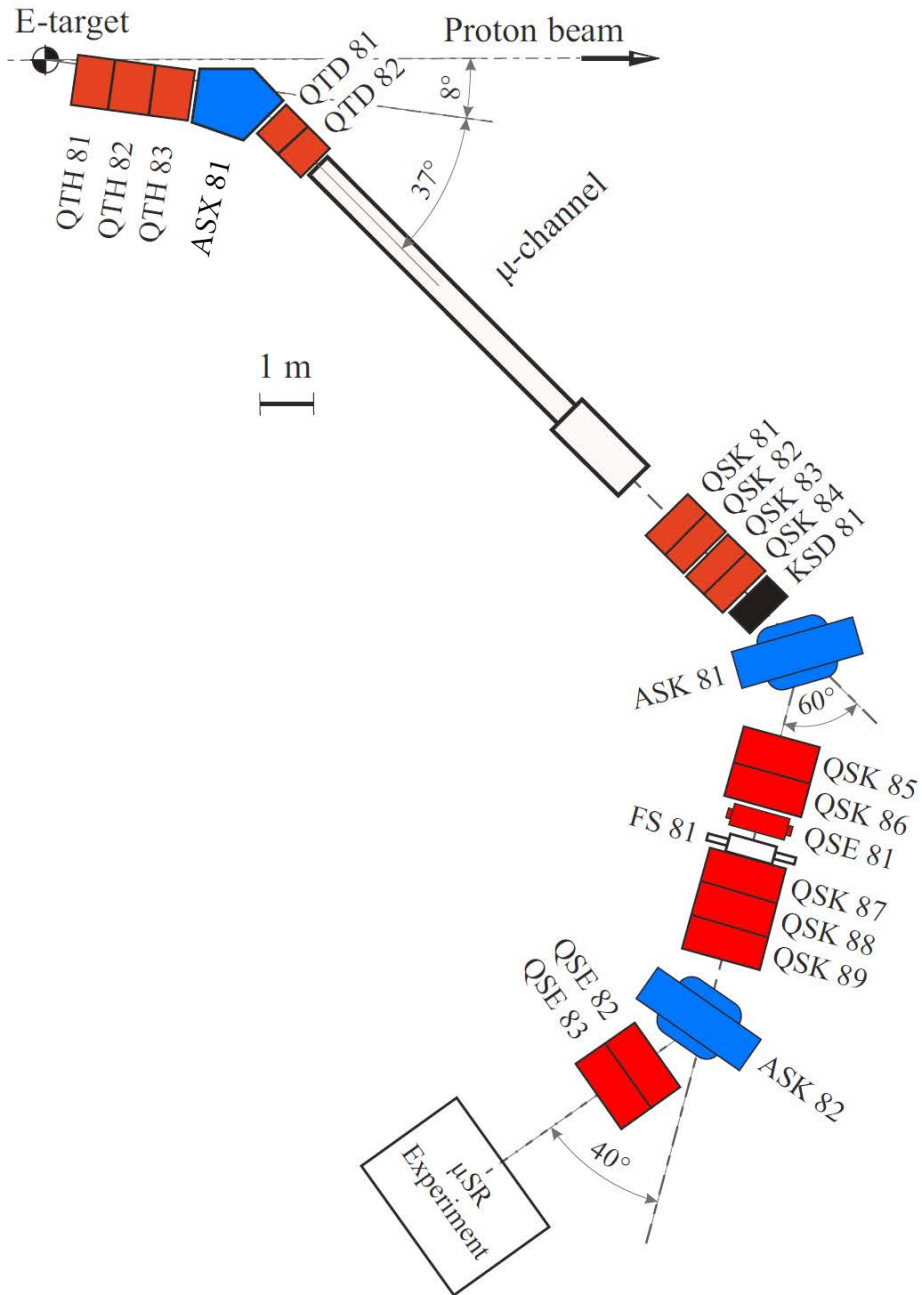 E-target
Proton beam
QTD 81
QTD 82
8°
37°
QTH 81
QTH 82
QTH 83
ASX 81
μ-channel
1 m
QSK 81
QSK 82
QSK 83
QSK 84
KSD 81
ASK 81
60°
QSK 85
QSK 86
QSE 81
FS 81
QSK 87
QSK 88
QSK 89
QSE 82
QSE 83
ASK 82
40°
μSR
Experiment